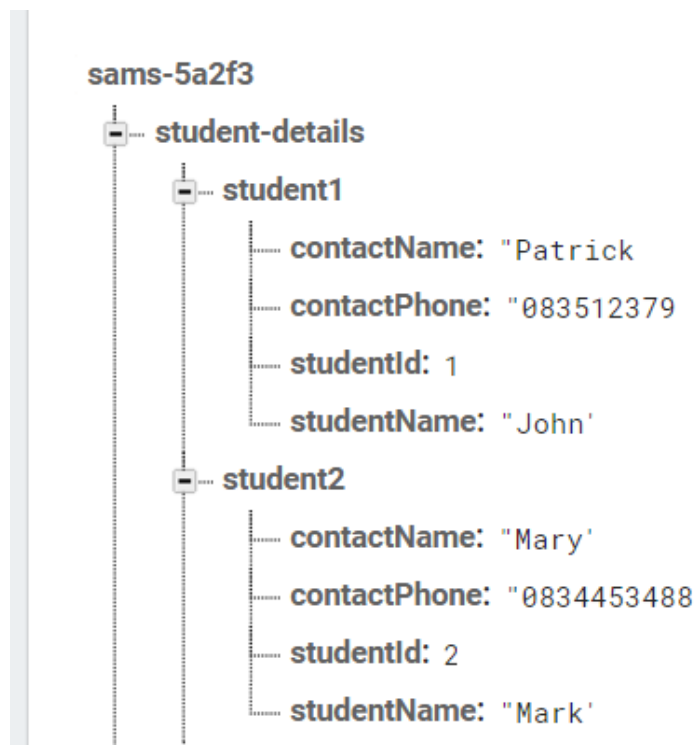 sams-5a2f3
student-details
student1
contactName: "Patrick
contactPhone: "083512379
studentId: 1
studentName: "John'
student2
contactName: "Mary'
contactPhone: "0834453488
studentId: 2
studentName: "Mark'